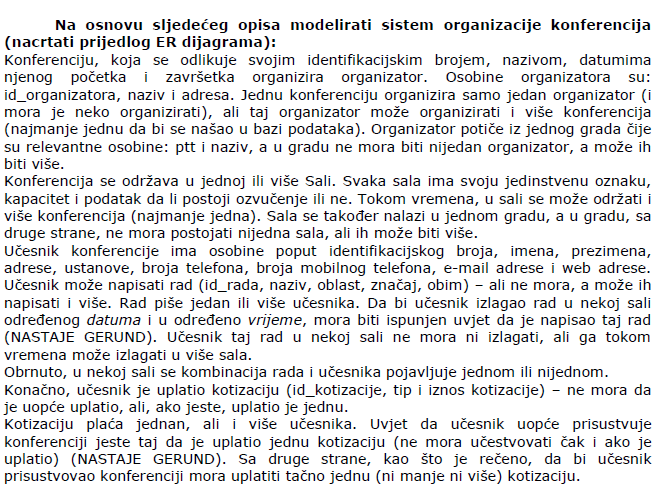 Na osnovu sljedećeg opisa modelirati sistem organizacije konferencija
(nacrtati prijedlog ER dijagrama):
Konferenciju, koja se odlikuje svojim identifikacijskim brojem, nazivom, datumima
njenog početka i završetka organizira organizator. Osobine organizatora su:
id_organizatora, naziv i adresa. Jednu konferenciju organizira samo jedan organizator (i
mora je neko organizirati), ali taj organizator može organizirati i više konferencija
(najmanje jednu da bi se našao u bazi podataka). Organizator potiče iz jednog grada čije
su relevantne osobine: ptt i naziv, a u gradu ne mora biti nijedan organizator, a može ih
biti više.
Konferencija se održava u jednoj ili više Sali. Svaka sala ima svoju jedinstvenu oznaku,
kapacitet i podatak da li postoji ozvučenje ili ne. Tokom vremena, u sali se može održati i
više konferencija (najmanje jedna). Sala se također nalazi u jednom gradu, a u gradu, sa
druge strane, ne mora postojati nijedna sala, ali ih može biti više.
Učesnik konferencije ima osobine poput identifikacijskog broja, imena, prezimena,
adrese, ustanove, broja telefona, broja mobilnog telefona, e-mail adrese i web adrese.
Učesnik može napisati rad (id_rada, naziv, oblast, značaj, obim) – ali ne mora, a može ih
napisati i više. Rad piše jedan ili više učesnika. Da bi učesnik izlagao rad u nekoj sali
određenog datuma i u određeno vrijeme, mora biti ispunjen uvjet da je napisao taj rad
(NASTAJE GERUND). Učesnik taj rad u nekoj sali ne mora ni izlagati, ali ga tokom
vremena može izlagati u više sala.
Obrnuto, u nekoj sali se kombinacija rada i učesnika pojavljuje jednom ili nijednom.
Konačno, učesnik je uplatio kotizaciju (id_kotizacije, tip i iznos kotizacije) – ne mora da
je uopće uplatio, ali, ako jeste, uplatio je jednu.
Kotizaciju plaća jednan, ali i više učesnika. Uvjet da učesnik uopće prisustvuje
konferenciji jeste taj da je uplatio jednu kotizaciju (ne mora učestvovati čak i ako je
uplatio) (NASTAJE GERUND). Sa druge strane, kao što je rečeno, da bi učesnik
prisustvovao konferenciji mora uplatiti tačno jednu (ni manje ni više) kotizaciju.